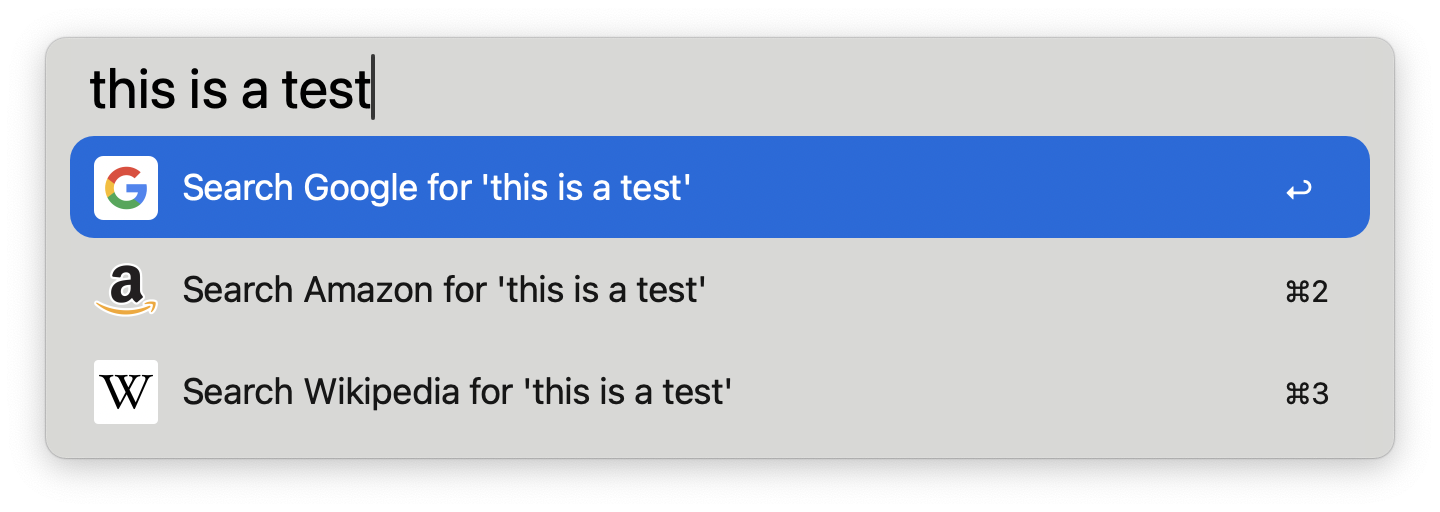 this is a test
Search Google for 'this is a test'
↩
Search Amazon for 'this is a test'
⌘2
Search Wikipedia for 'this is a test'
⌘3